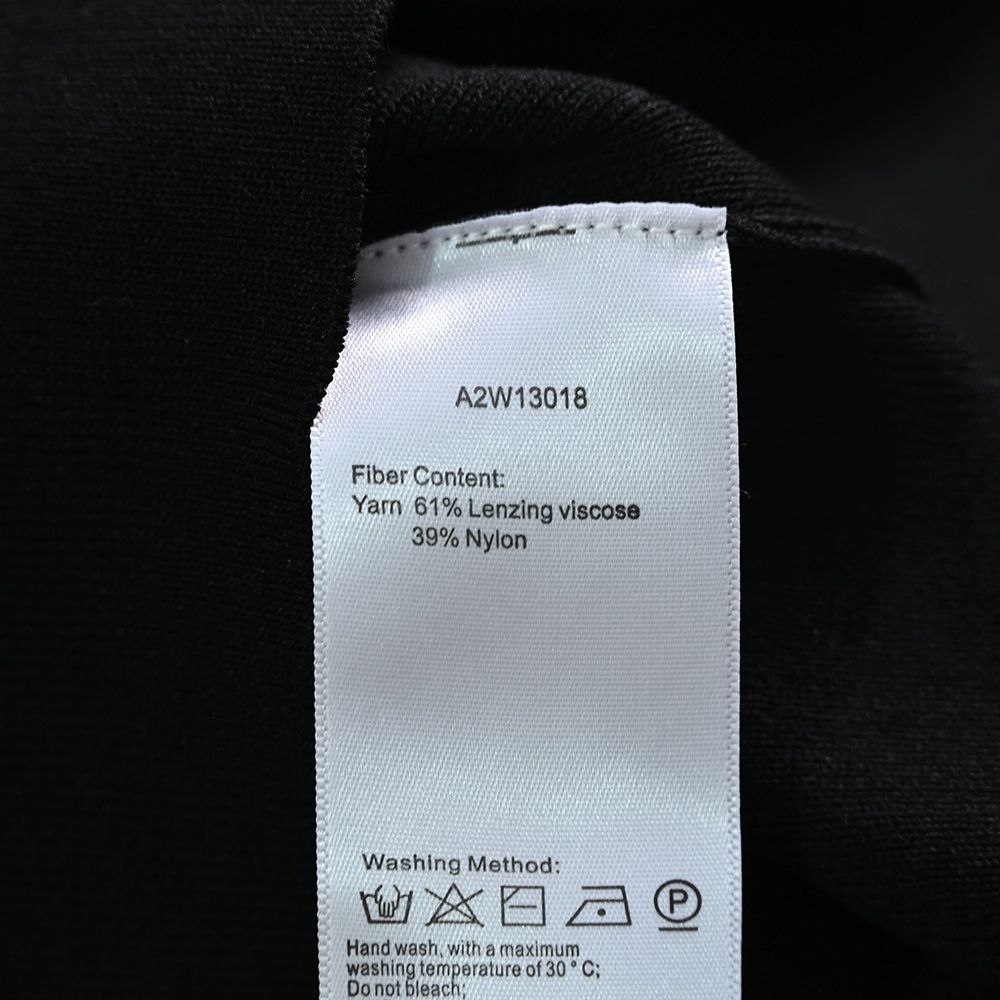 A2W13018
Fiber Content:
Yarn 61% Lenzing viscose
39% Nylon
Washing Method:
P
Hand wash, with a maximum
washing temperature of 30 ° C;
Do not bleach;